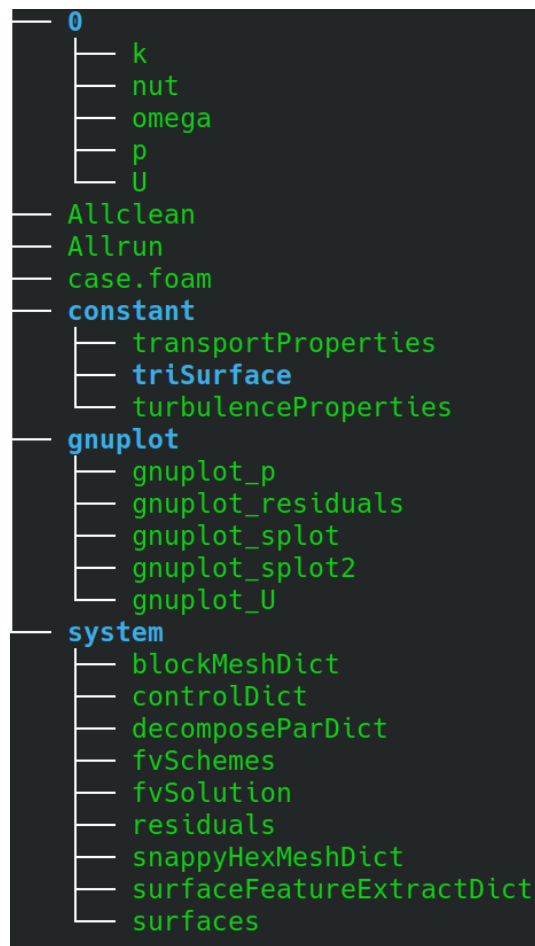 0
k
nut
omega
p
U
Allclean
Allrun
case.foam
constant
transportProperties
triSurface
turbulenceProperties
gnuplot
gnuplot_p
gnuplot_residuals
gnuplot_splot
gnuplot_splot2
gnuplot_U
system
blockMeshDict
controlDict
decomposeParDict
fvSchemes
fvSolution
residuals
snappyHexMeshDict
surfaceFeatureExtractDict
surfaces